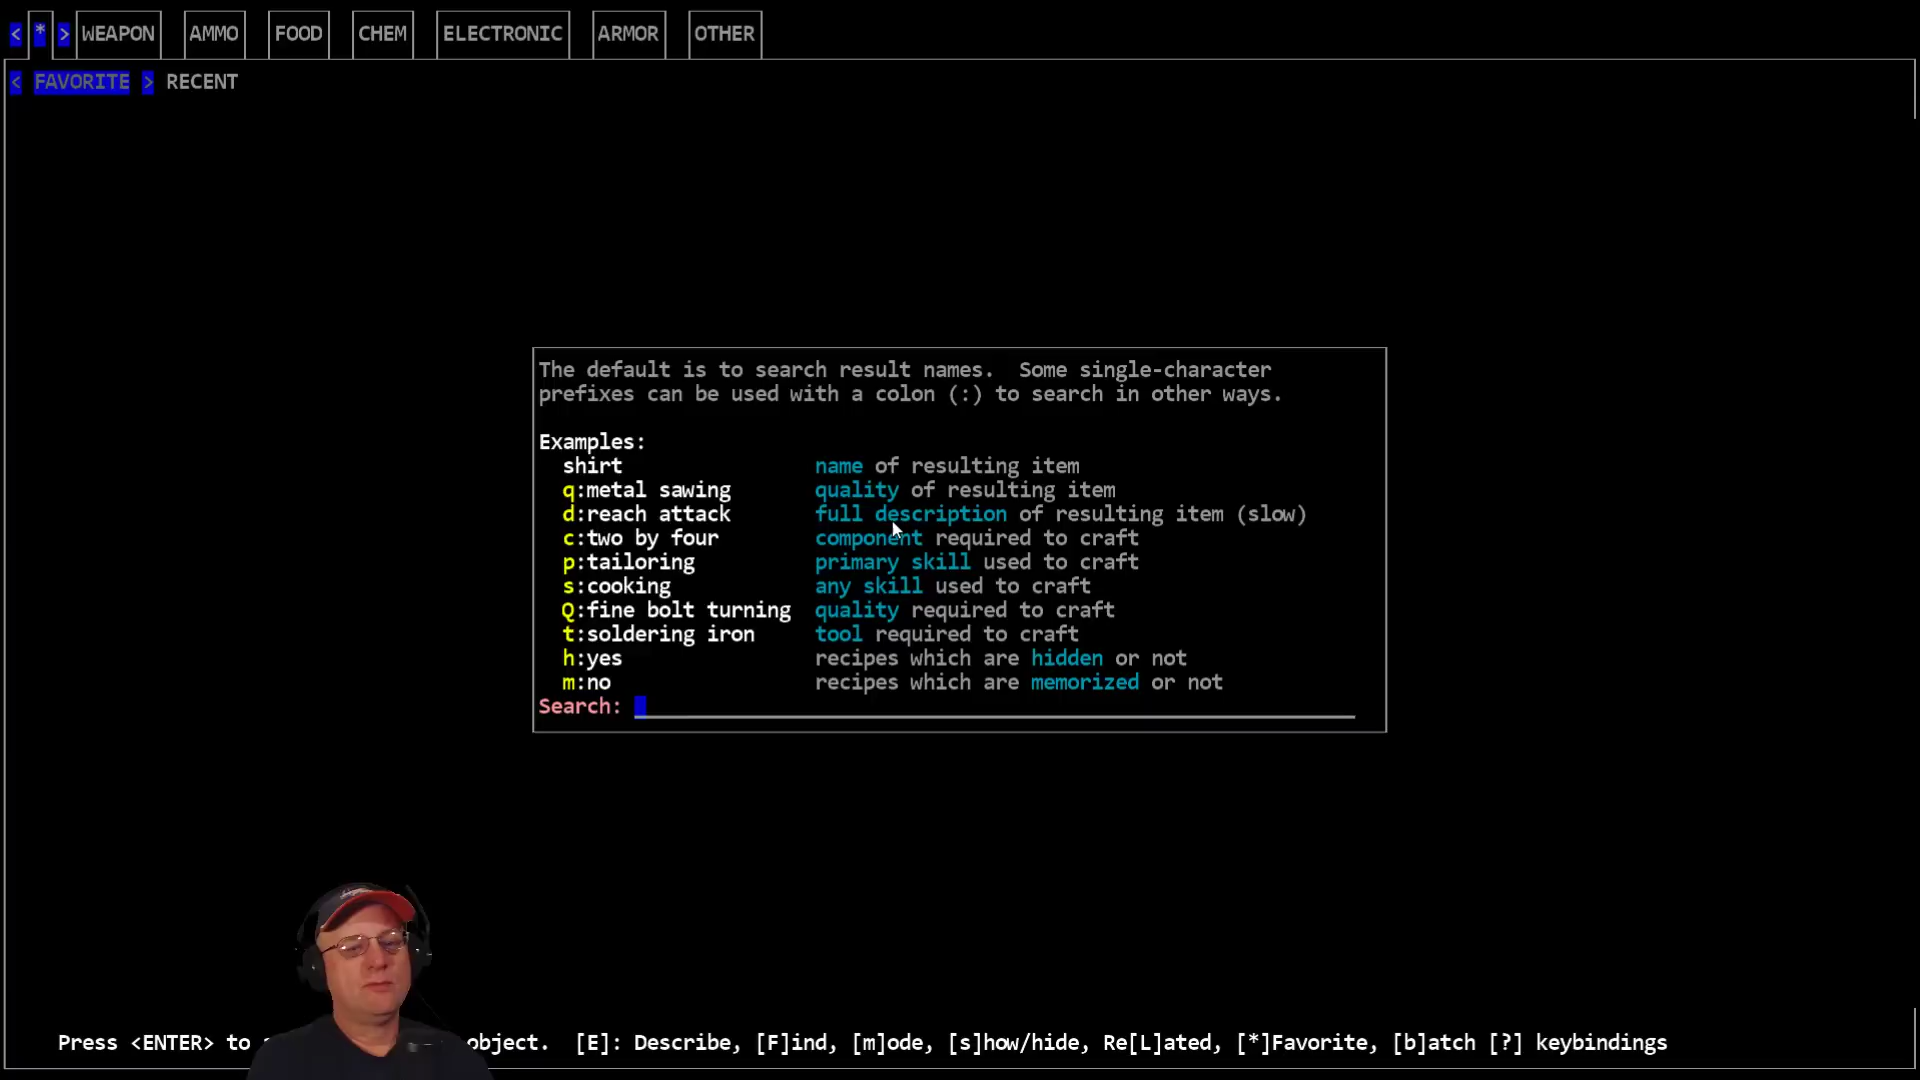 < * > WEAPON AMMO FOOD CHEM ELECTRONIC ARMOR OTHER
< FAVORITE > RECENT
The default is to search result names. Some single-character
prefixes can be used with a colon (:) to search in other ways.
Examples:
shirt name of resulting item
q:metal sawing quality of resulting item
d:reach attack full description of resulting item (slow)
c:two by four component required to craft
p:tailoring primary skill used to craft
s:cooking any skill used to craft
Q:fine bolt turning quality required to craft
t:soldering iron tool required to craft
h:yes recipes which are hidden or not
m:no recipes which are memorized or not
Search:
Press <ENTER> to object. [E]: Describe, [F]ind, [m]ode, [s]how/hide, Re[L]ated, [*]Favorite, [b]atch [?] keybindings